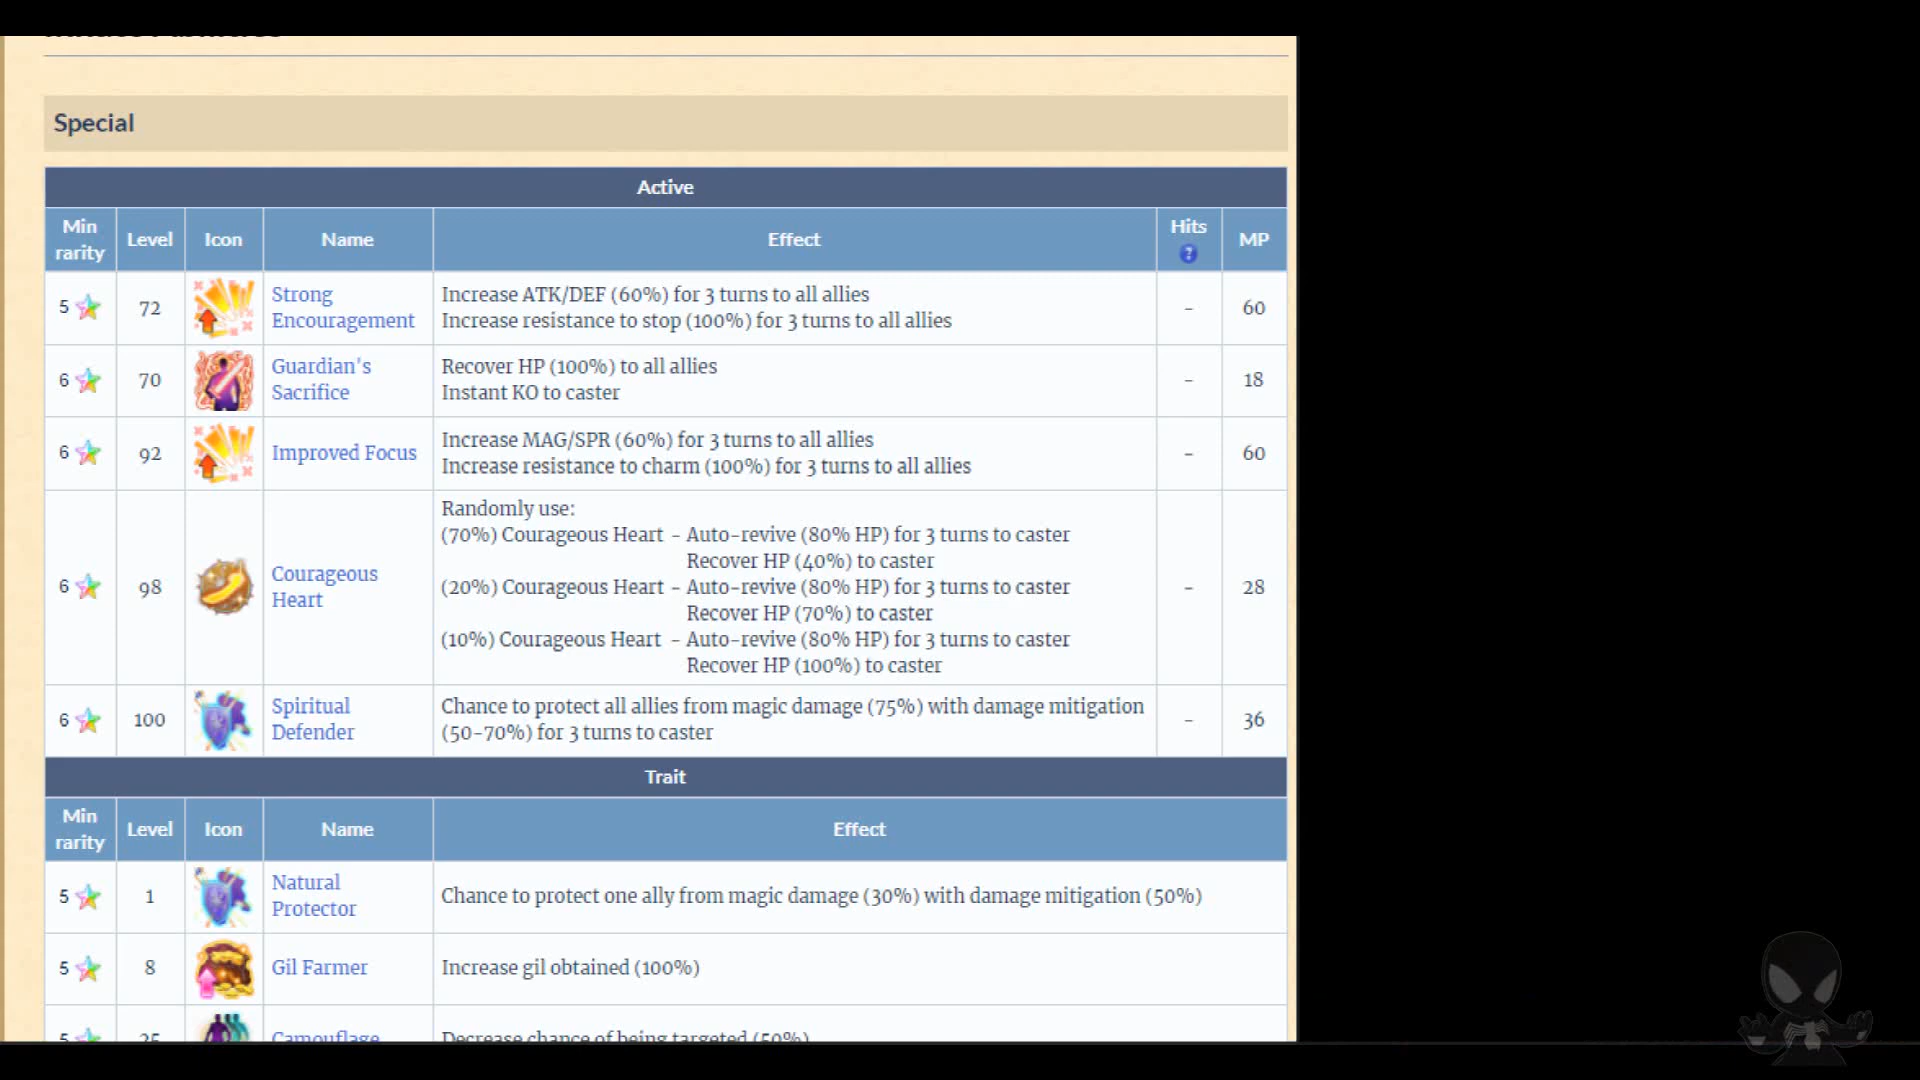 Special
Active
Min rarity Level Icon Name Effect Hits ? MP
5 72 Strong Encouragement Increase ATK/DEF (60%) for 3 turns to all allies
Increase resistance to stop (100%) for 3 turns to all allies - 60
6 70 Guardian's Sacrifice Recover HP (100%) to all allies
Instant KO to caster - 18
6 92 Improved Focus Increase MAG/SPR (60%) for 3 turns to all allies
Increase resistance to charm (100%) for 3 turns to all allies - 60
6 98 Courageous Heart Randomly use:
(70%) Courageous Heart - Auto-revive (80% HP) for 3 turns to caster
Recover HP (40%) to caster
(20%) Courageous Heart - Auto-revive (80% HP) for 3 turns to caster
Recover HP (70%) to caster
(10%) Courageous Heart - Auto-revive (80% HP) for 3 turns to caster
Recover HP (100%) to caster - 28
6 100 Spiritual Defender Chance to protect all allies from magic damage (75%) with damage mitigation
(50-70%) for 3 turns to caster - 36
Trait
Min rarity Level Icon Name Effect
5 1 Natural Protector Chance to protect one ally from magic damage (30%) with damage mitigation (50%)
5 8 Gil Farmer Increase gil obtained (100%)
5 25 Camouflage Decrease chance of being targeted (50%)